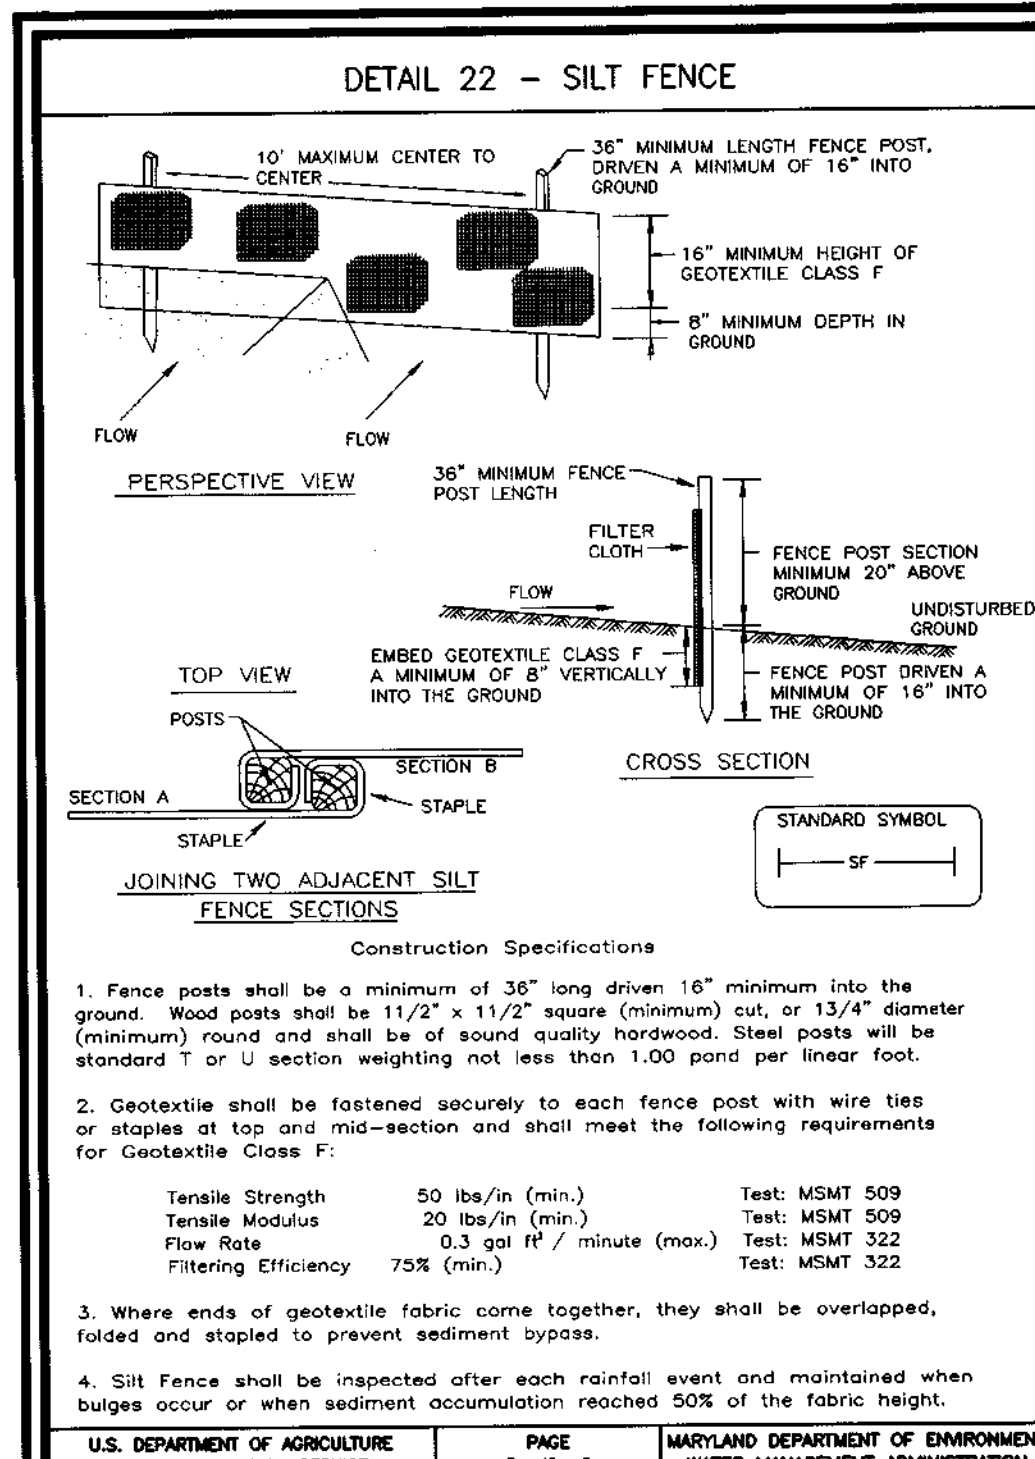 DETAIL 22 - SILT FENCE
10' MAXIMUM CENTER TO
CENTER
36" MINIMUM LENGTH FENCE POST,
DRIVEN A MINIMUM OF 16" INTO
GROUND
16" MINIMUM HEIGHT OF
GEOTEXTILE CLASS F
8" MINIMUM DEPTH IN
GROUND
FLOW
FLOW
PERSPECTIVE VIEW
36" MINIMUM FENCE
POST LENGTH
FILTER
CLOTH
FENCE POST SECTION
MINIMUM 20" ABOVE
GROUND
FLOW
UNDISTURBED
GROUND
EMBED GEOTEXTILE CLASS F
A MINIMUM OF 8" VERTICALLY
INTO THE GROUND
FENCE POST DRIVEN A
MINIMUM OF 16" INTO
THE GROUND
CROSS SECTION
TOP VIEW
POSTS
SECTION B
SECTION A
STAPLE
STAPLE
JOINING TWO ADJACENT SILT
FENCE SECTIONS
STANDARD SYMBOL
SF
Construction Specifications
1. Fence posts shall be a minimum of 36" long driven 16" minimum into the
ground. Wood posts shall be 11/2" x 11/2" square (minimum) cut, or 13/4" diameter
(minimum) round and shall be of sound quality hardwood. Steel posts will be
standard T or U section weighting not less than 1.00 pond per linear foot.
2. Geotextile shall be fastened securely to each fence post with wire ties
or staples at top and mid-section and shall meet the following requirements
for Geotextile Class F:
Tensile Strength 50 lbs/in (min.) Test: MSMT 509
Tensile Modulus 20 lbs/in (min.) Test: MSMT 509
Flow Rate 0.3 gal ft / minute (max.) Test: MSMT 322
Filtering Efficiency 75% (min.) Test: MSMT 322
3. Where ends of geotextile fabric come together, they shall be overlapped,
folded and stapled to prevent sediment bypass.
4. Silt Fence shall be inspected after each rainfall event and maintained when
bulges occur or when sediment accumulation reached 50% of the fabric height.
U.S. DEPARTMENT OF AGRICULTURE
PAGE
MARYLAND DEPARTMENT OF ENVIRONMEN